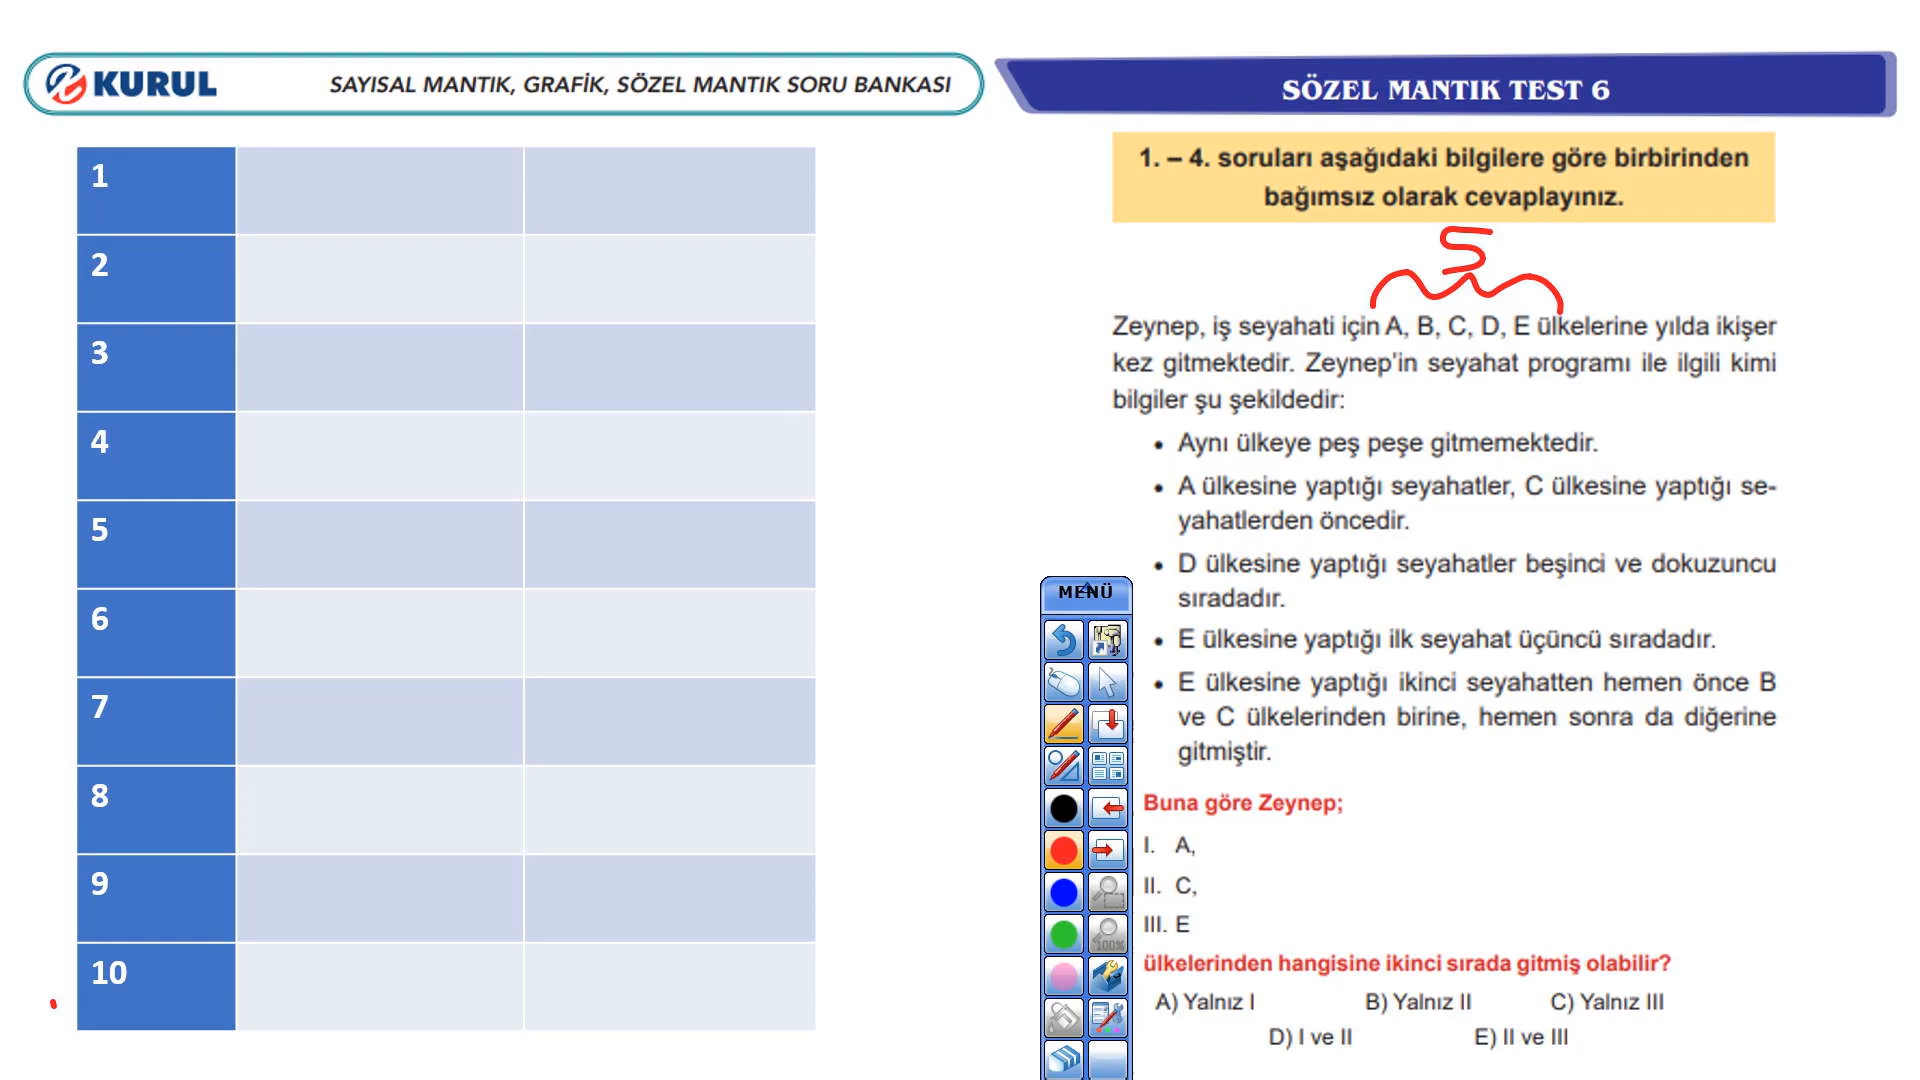 KURUL
SAYISAL MANTIK, GRAFİK, SÖZEL MANTIK SORU BANKASI
SÖZEL MANTIK TEST 6
1
2
3
4
5
6
7
8
9
10
1. – 4. soruları aşağıdaki bilgilere göre birbirinden
bağımsız olarak cevaplayınız.
5
Zeynep, iş seyahati için A, B, C, D, E ülkelerine yılda ikişer
kez gitmektedir. Zeynep'in seyahat programı ile ilgili kimi
bilgiler şu şekildedir:
• Aynı ülkeye peş peşe gitmemektedir.
• A ülkesine yaptığı seyahatler, C ülkesine yaptığı se-
yahatlerden öncedir.
• D ülkesine yaptığı seyahatler beşinci ve dokuzuncu
sıradadır.
• E ülkesine yaptığı ilk seyahat üçüncü sıradadır.
• E ülkesine yaptığı ikinci seyahatten hemen önce B
ve C ülkelerinden birine, hemen sonra da diğerine
gitmiştir.
Buna göre Zeynep;
I. A,
II. C,
III. E
ülkelerinden hangisine ikinci sırada gitmiş olabilir?
A) Yalnız I B) Yalnız II C) Yalnız III
D) I ve II E) II ve III
MENÜ
100%